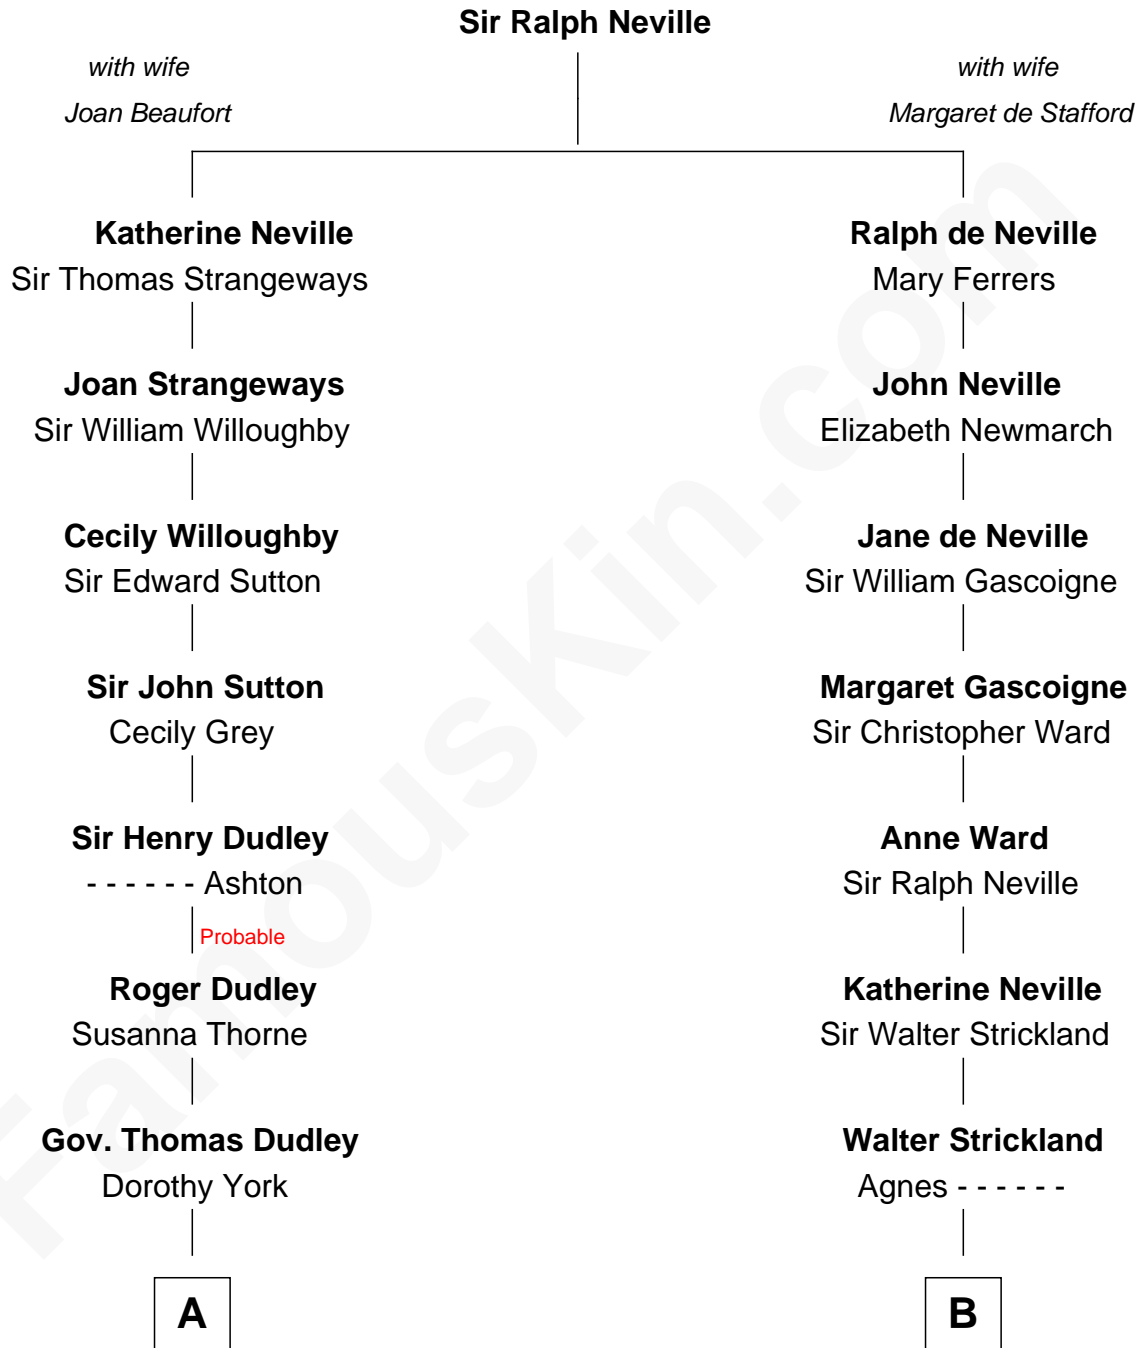 Sir Ralph Neville
with wife
Joan Beaufort
with wife
Margaret de Stafford
Katherine Neville
Sir Thomas Strangeways
Ralph de Neville
Mary Ferrers
Joan Strangeways
Sir William Willoughby
John Neville
Elizabeth Newmarch
Cecily Willoughby
Sir Edward Sutton
Jane de Neville
Sir William Gascoigne
Sir John Sutton
Cecily Grey
Margaret Gascoigne
Sir Christopher Ward
Sir Henry Dudley
- - - - - - Ashton
Anne Ward
Sir Ralph Neville
Probable
Roger Dudley
Susanna Thorne
Katherine Neville
Sir Walter Strickland
Gov. Thomas Dudley
Dorothy York
Walter Strickland
Agnes - - - - - -
A
B
FamousKin.com